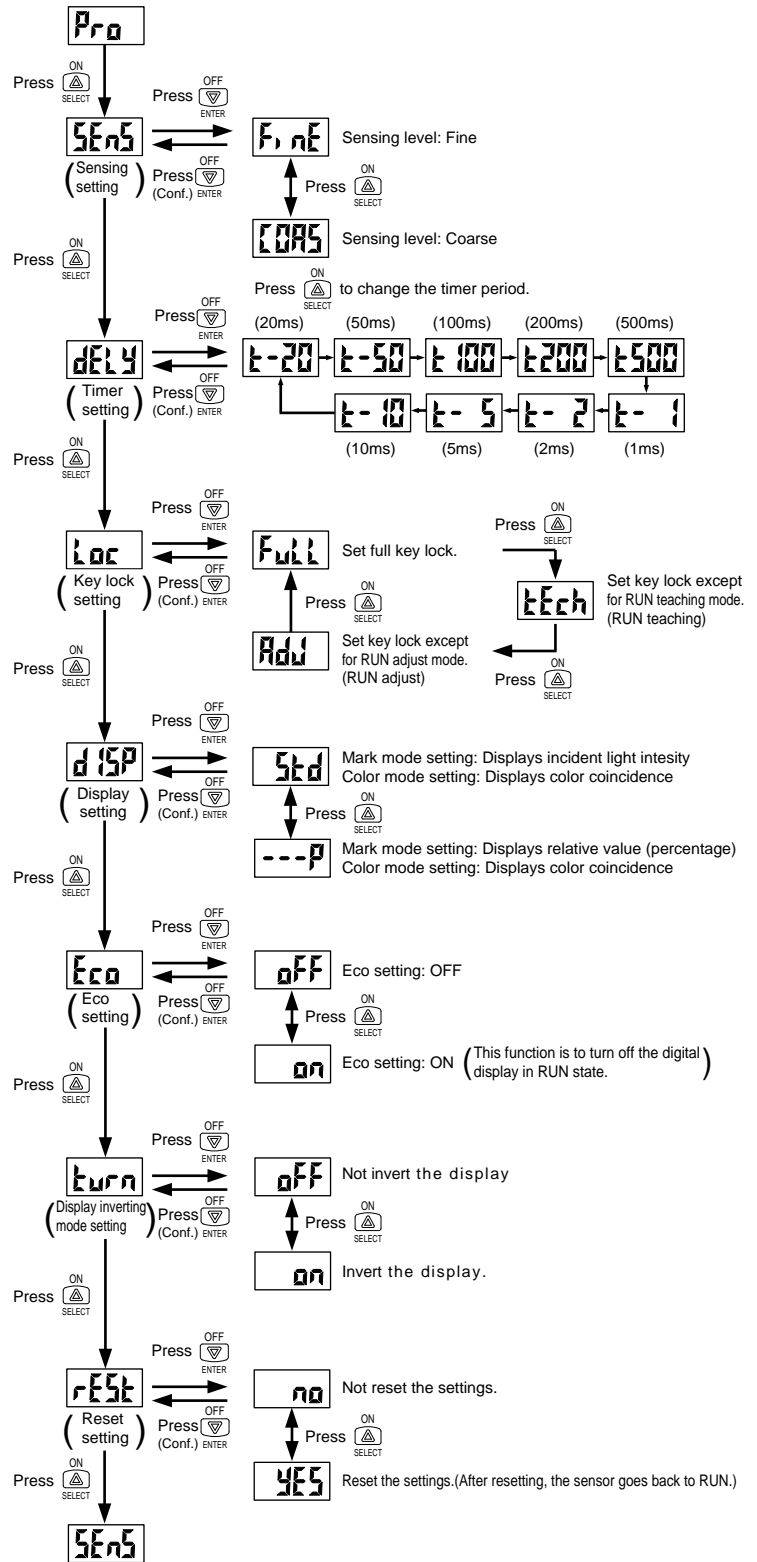 Pro
ON
Press
SELECT
OFF
Press
ENTER
SEnS
FinE
Sensing level: Fine
(Sensing setting)
OFF
Press
(Conf.) ENTER
ON
Press
SELECT
COAS
Sensing level: Coarse
ON
Press
SELECT
ON
Press to change the timer period.
SELECT
OFF
Press
ENTER
(20ms) (50ms) (100ms) (200ms) (500ms)
dELY
t-20 t-50 t100 t200 t500
(Timer setting)
OFF
Press
(Conf.) ENTER
t-10 t- 5 t- 2 t- 1
(10ms) (5ms) (2ms) (1ms)
ON
Press
SELECT
OFF
Press
ENTER
Loc
FuLL
Set full key lock.
ON
Press
SELECT
(Key lock setting)
OFF
Press
(Conf.) ENTER
ON
Press
SELECT
tEch
Set key lock except
for RUN teaching mode.
(RUN teaching)
AdJ
Set key lock except
for RUN adjust mode.
(RUN adjust)
ON
Press
SELECT
ON
Press
SELECT
OFF
Press
ENTER
dISP
Std
Mark mode setting: Displays incident light intesity
Color mode setting: Displays color coincidence
(Display setting)
OFF
Press
(Conf.) ENTER
ON
Press
SELECT
---P
Mark mode setting: Displays relative value (percentage)
Color mode setting: Displays color coincidence
ON
Press
SELECT
OFF
Press
ENTER
Eco
oFF
Eco setting: OFF
(Eco setting)
OFF
Press
(Conf.) ENTER
ON
Press
SELECT
on
Eco setting: ON (This function is to turn off the digital
display in RUN state.)
ON
Press
SELECT
OFF
Press
ENTER
turn
oFF
Not invert the display
(Display inverting
mode setting)
OFF
Press
(Conf.) ENTER
ON
Press
SELECT
on
Invert the display.
ON
Press
SELECT
OFF
Press
ENTER
rESt
no
Not reset the settings.
(Reset setting)
OFF
Press
(Conf.) ENTER
ON
Press
SELECT
YES
Reset the settings.(After resetting, the sensor goes back to RUN.)
ON
Press
SELECT
SEnS